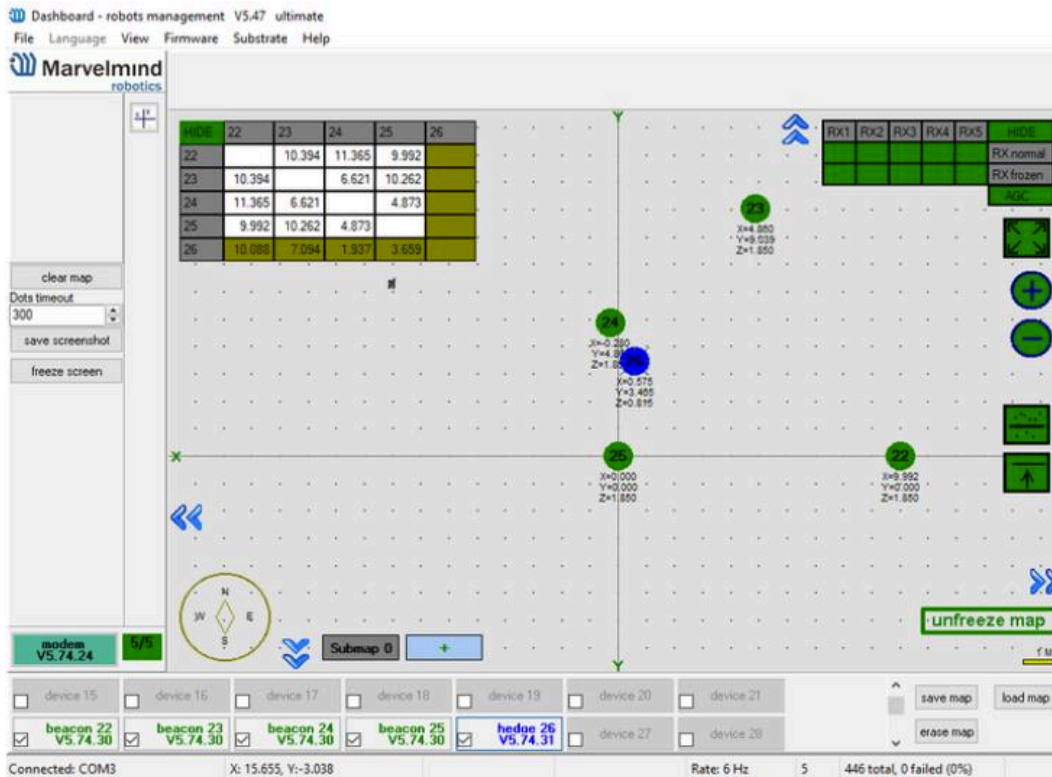 Dashboard - robots management V5.47 ultimate
File Language View Firmware Substrate Help
Marvelmind
robotics
HIDE 22 23 24 25 26
22 10.394 11.365 9.992
23 10.394 6.621 10.262
24 11.365 6.621 4.873
25 9.992 10.262 4.873
26 10.088 7.094 1.937 3.659
RX1 RX2 RX3 RX4 RX5 HIDE
RX normal
RX frozen
AGC
Y
23
X=4.860
Y=9.039
Z=1.850
clear map
Dots timeout
300
save screenshot
freeze screen
24
X=-0.280
26
X=0.575
Y=3.465
Z=0.815
X
25
X=0.000
Y=0.000
Z=1.850
22
X=9.992
Y=0.000
Z=1.850
N
W E
S
unfreeze map
modem
V5.74.24
5/5
Submap 0
+
Y
device 15 device 16 device 17 device 18 device 19 device 20 device 21
save map load map
beacon 22 V5.74.30
beacon 23 V5.74.30
beacon 24 V5.74.30
beacon 25 V5.74.30
hedge 26 V5.74.31
device 27 device 28
erase map
Connected: COM3 X: 15.655, Y:-3.038 Rate: 6 Hz 5 446 total, 0 failed (0%)